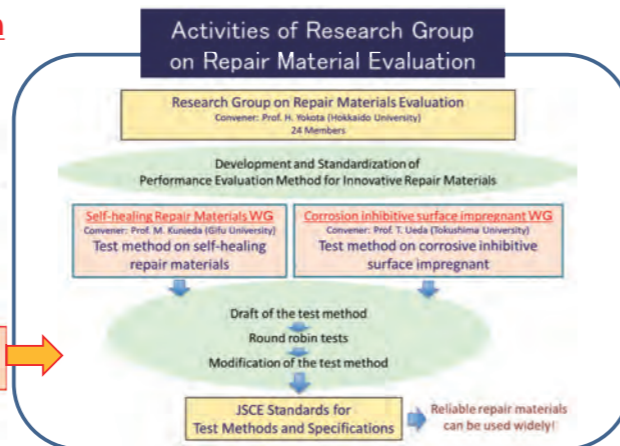 Activities of Research Group
on Repair Material Evaluation
Research Group on Repair Materials Evaluation
Convener: Prof. H. Yokota (Hokkaido University)
24 Members
Development and Standardization of
Performance Evaluation Method for Innovative Repair Materials
Self-healing Repair Materials WG
Convener: Prof. M. Kunieda (Gifu University)
Test method on self-healing
repair materials
Corrosion inhibitive surface impregnant WG
Convener: Prof. T. Ueda (Tokushima University)
Test method on corrosive inhibitive
surface impregnant
Draft of the test method
Round robin tests
Modification of the test method
JSCE Standards for
Test Methods and Specifications
Reliable repair materials
can be used widely!